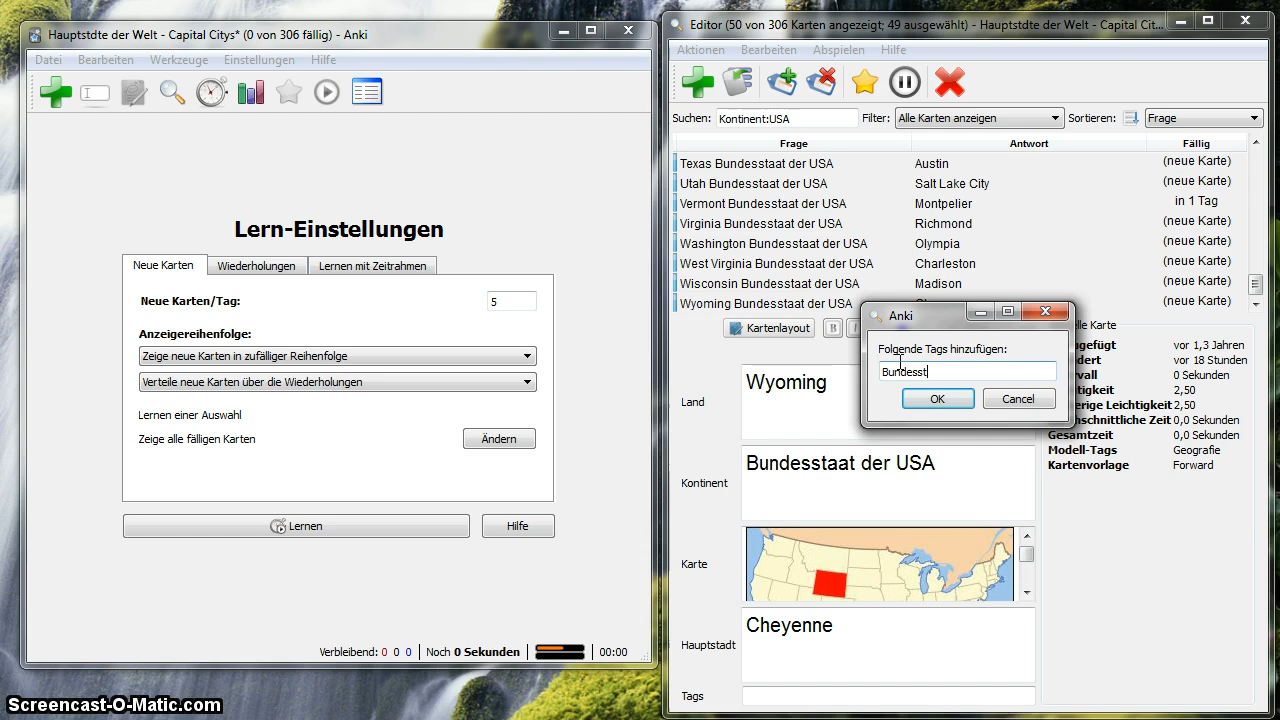 Hauptstdte der Welt - Capital Citys* (0 von 306 fällig) - Anki
Datei Bearbeiten Werkzeuge Einstellungen Hilfe
Lern-Einstellungen
Neue Karten Wiederholungen Lernen mit Zeitrahmen
Neue Karten/Tag: 5
Anzeigereihenfolge:
Zeige neue Karten in zufälliger Reihenfolge
Verteile neue Karten über die Wiederholungen
Lernen einer Auswahl
Zeige alle fälligen Karten Ändern
Lernen Hilfe
Verbleibend: 0 0 0 Noch 0 Sekunden 00:00
Editor (50 von 306 Karten angezeigt; 49 ausgewählt) - Hauptstdte der Welt - Capital Cit...
Aktionen Bearbeiten Abspielen Hilfe
Suchen: Kontinent:USA Filter: Alle Karten anzeigen Sortieren: Frage
Frage Antwort Fällig
Texas Bundesstaat der USA Austin (neue Karte)
Utah Bundesstaat der USA Salt Lake City (neue Karte)
Vermont Bundesstaat der USA Montpelier in 1 Tag
Virginia Bundesstaat der USA Richmond (neue Karte)
Washington Bundesstaat der USA Olympia (neue Karte)
West Virginia Bundesstaat der USA Charleston (neue Karte)
Wisconsin Bundesstaat der USA Madison (neue Karte)
Wyoming Bundesstaat der USA (neue Karte)
Kartenlayout B I
Anki
Folgende Tags hinzufügen:
Bundesst
OK Cancel
Land Wyoming
Kontinent Bundesstaat der USA
Karte
Hauptstadt Cheyenne
Tags
Karte
vor 1,3 Jahren
vor 18 Stunden
0 Sekunden
2,50
Leichtigkeit 2,50
Zeit 0,0 Sekunden
Gesamtzeit 0,0 Sekunden
Modell-Tags Geografie
Kartenvorlage Forward
Screencast-O-Matic.com